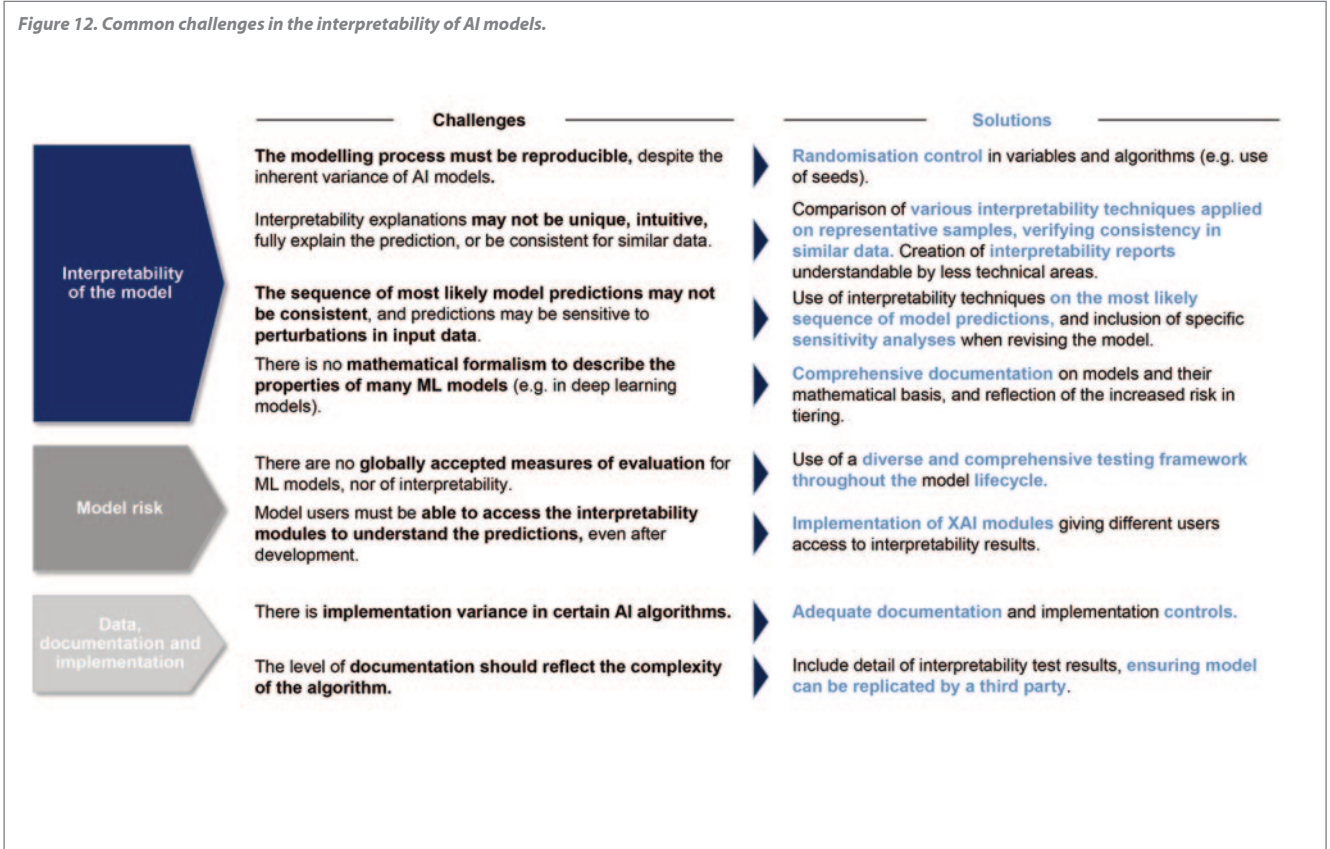 Figure 12. Common challenges in the interpretability of AI models.
Challenges
Solutions
Interpretability
of the model
The modelling process must be reproducible, despite the
inherent variance of AI models.
Randomisation control in variables and algorithms (e.g. use
of seeds).
Interpretability explanations may not be unique, intuitive,
fully explain the prediction, or be consistent for similar data.
Comparison of various interpretability techniques applied
on representative samples, verifying consistency in
similar data. Creation of interpretability reports
understandable by less technical areas.
The sequence of most likely model predictions may not
be consistent, and predictions may be sensitive to
perturbations in input data.
Use of interpretability techniques on the most likely
sequence of model predictions, and inclusion of specific
sensitivity analyses when revising the model.
There is no mathematical formalism to describe the
properties of many ML models (e.g. in deep learning
models).
Comprehensive documentation on models and their
mathematical basis, and reflection of the increased risk in
tiering.
Model risk
There are no globally accepted measures of evaluation for
ML models, nor of interpretability.
Use of a diverse and comprehensive testing framework
throughout the model lifecycle.
Model users must be able to access the interpretability
modules to understand the predictions, even after
development.
Implementation of XAI modules giving different users
access to interpretability results.
Data,
documentation and
implementation
There is implementation variance in certain AI algorithms.
Adequate documentation and implementation controls.
The level of documentation should reflect the complexity
of the algorithm.
Include detail of interpretability test results, ensuring model
can be replicated by a third party.